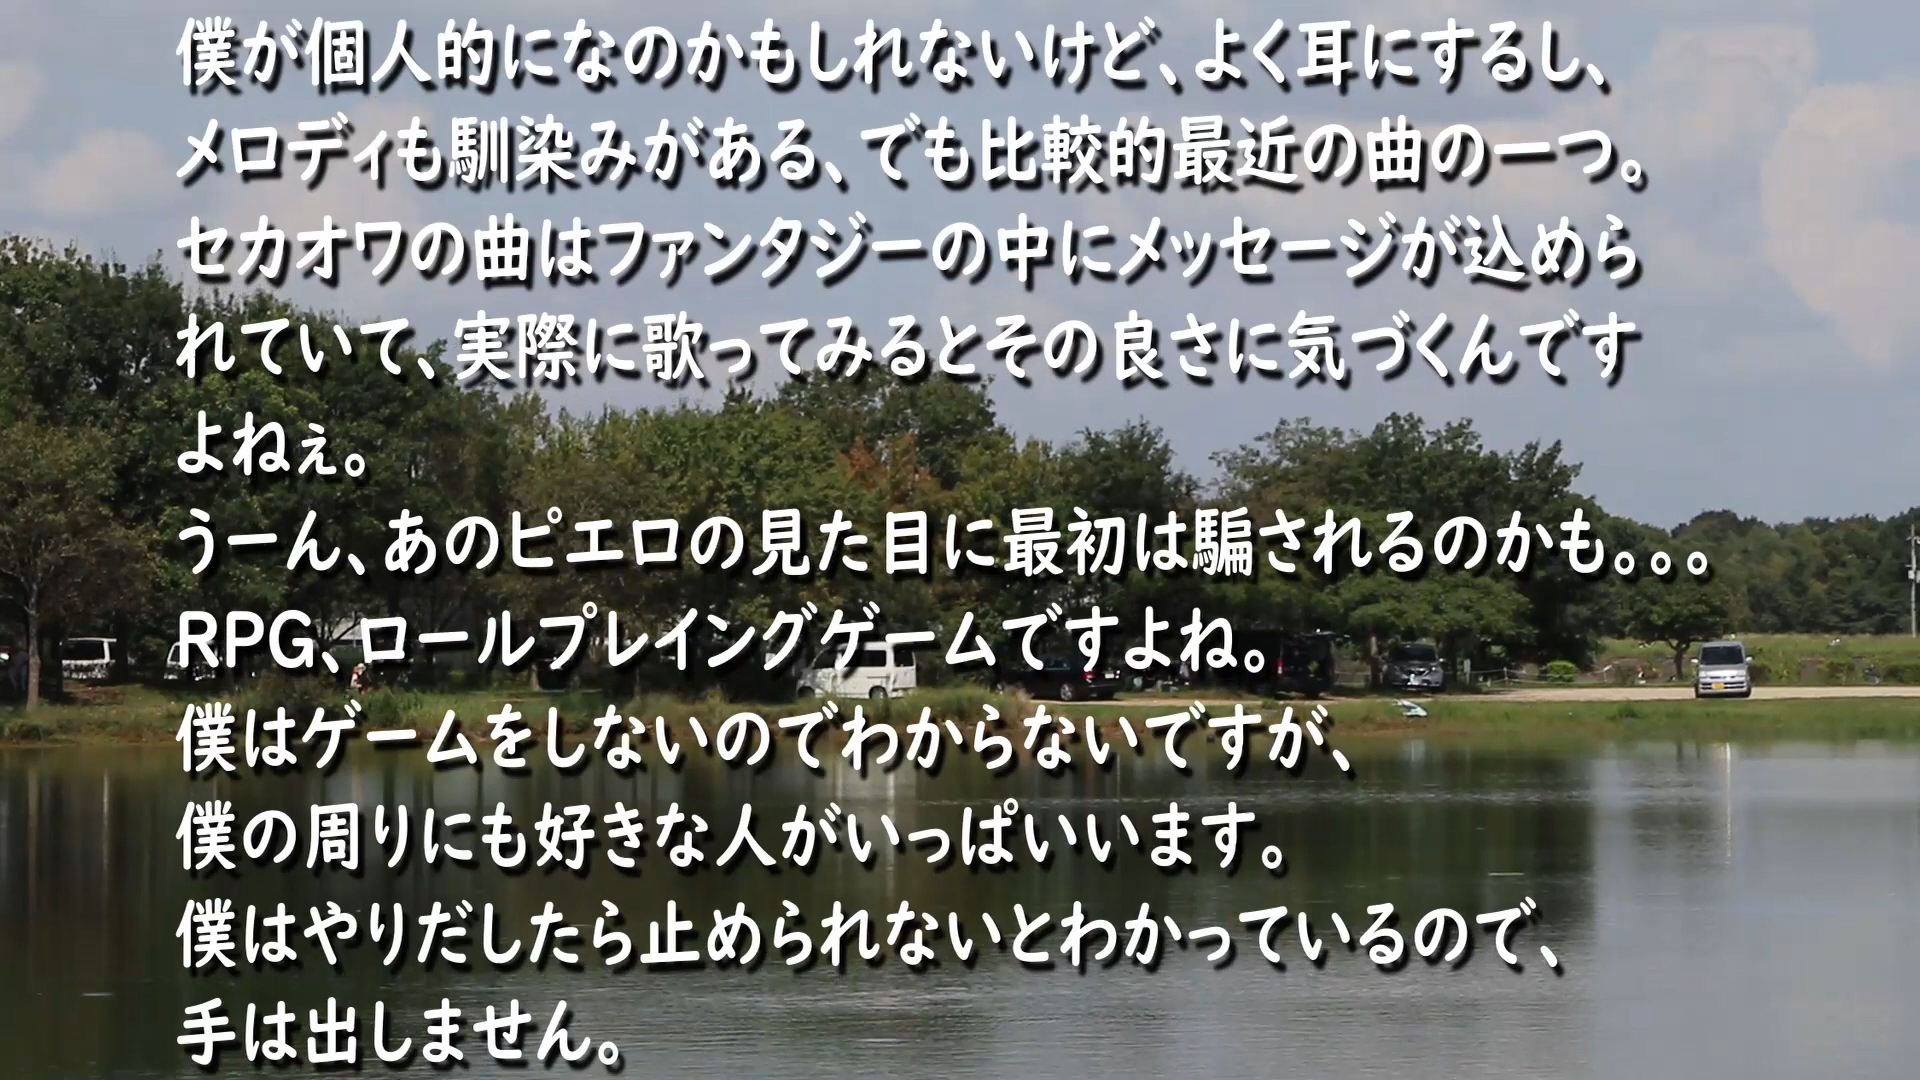 僕が個人的になのかもしれないけど、よく耳にするし、
メロディも馴染みがある、でも比較的最近の曲の一つ。
セカオワの曲はファンタジーの中にメッセージが込めら
れていて、実際に歌ってみるとその良さに気づくんです
よねぇ。
うーん、あのピエロの見た目に最初は騙されるのかも。。。
RPG、ロールプレイングゲームですよね。
僕はゲームをしないのでわからないですが、
僕の周りにも好きな人がいっぱいいます。
僕はやりだしたら止められないとわかっているので、
手は出しません。